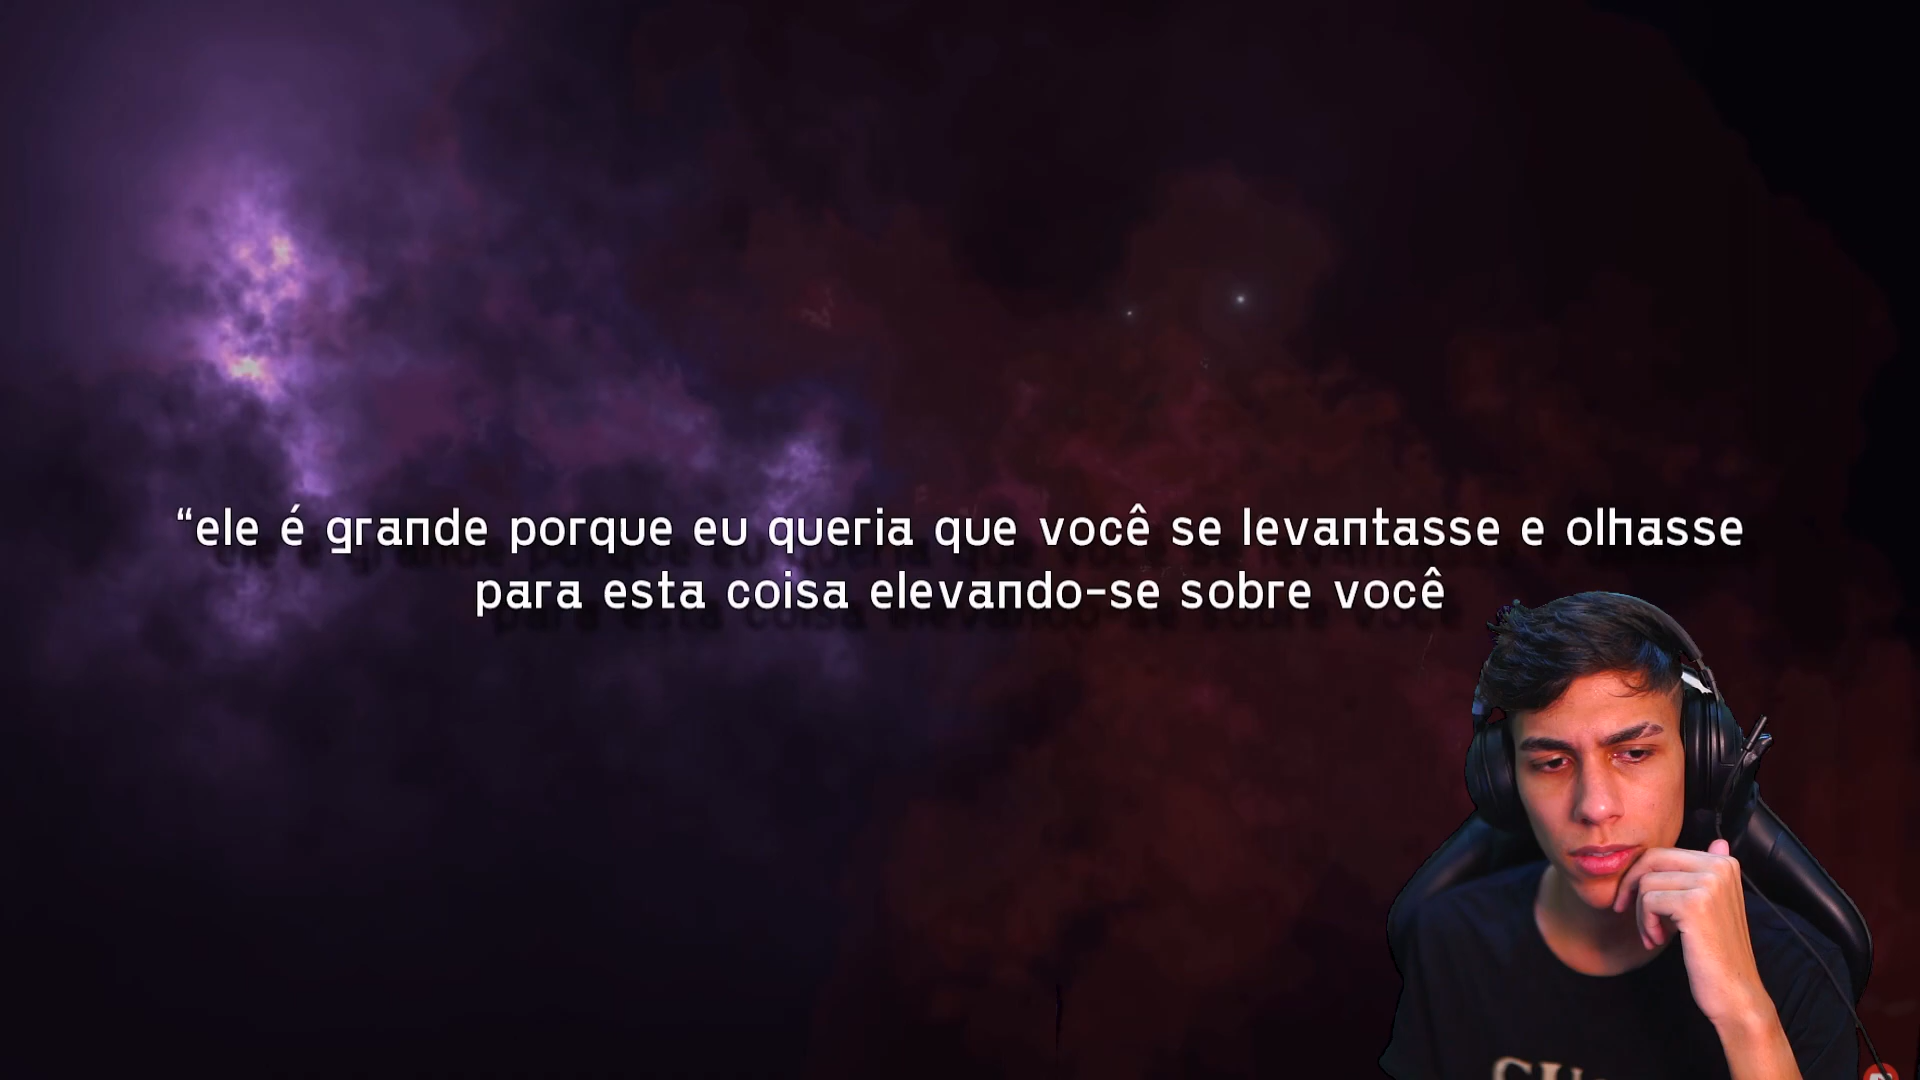 “ele é grande porque eu queria que você se levantasse e olhasse
para esta coisa elevando-se sobre você